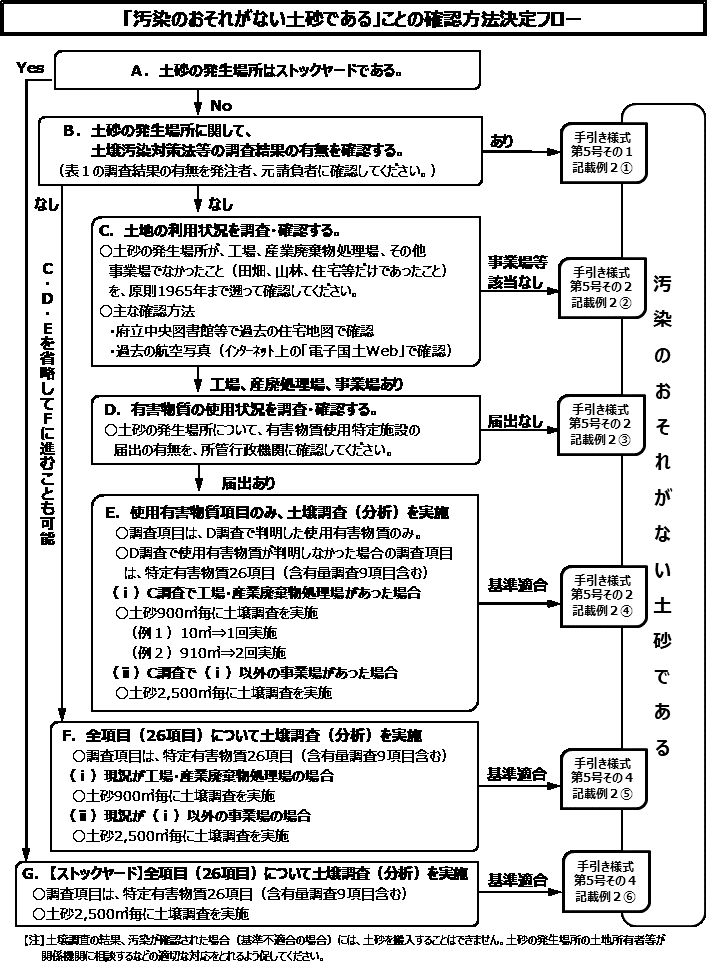 「汚染のおそれがない土砂である」ことの確認方法決定フロー
Yes
A．土砂の発生場所はストックヤードである。
No
B．土砂の発生場所に関して、
土壌汚染対策法等の調査結果の有無を確認する。
（表１の調査結果の有無を発注者、元請負者に確認してください。）
あり
手引き様式
第５号その１
記載例２①
なし
なし
C．土地の利用状況を調査・確認する。
○土砂の発生場所が、工場、産業廃棄物処理場、その他
事業場でなかったこと（田畑、山林、住宅等だけであったこと）
を、原則1965年まで遡って確認してください。
○主な確認方法
・府立中央図書館等で過去の住宅地図で確認
・過去の航空写真（インターネット上の「電子国土Web」で確認）
事業場等
該当なし
手引き様式
第５号その２
記載例２②
工場、産廃処理場、事業場あり
D．有害物質の使用状況を調査・確認する。
○土砂の発生場所について、有害物質使用特定施設の
届出の有無を、所管行政機関に確認してください。
届出なし
手引き様式
第５号その２
記載例２③
届出あり
C・D・Eを省略してFに進むことも可能
E．使用有害物質項目のみ、土壌調査（分析）を実施
○調査項目は、D調査で判明した使用有害物質のみ。
○D調査で使用有害物質が判明しなかった場合の調査項目
は、特定有害物質26項目（含有量調査9項目含む）
（ⅰ）C調査で工場・産業廃棄物処理場があった場合
○土砂900㎥毎に土壌調査を実施
（例１）10㎥⇒1回実施
（例２）910㎥⇒2回実施
（ⅱ）C調査で（ⅰ）以外の事業場があった場合
○土砂2,500㎥毎に土壌調査を実施
基準適合
手引き様式
第５号その２
記載例２④
F．全項目（26項目）について土壌調査（分析）を実施
○調査項目は、特定有害物質26項目（含有量調査9項目含む）
（ⅰ）現況が工場・産業廃棄物処理場の場合
○土砂900㎥毎に土壌調査を実施
（ⅱ）現況が（ⅰ）以外の事業場の場合
○土砂2,500㎥毎に土壌調査を実施
基準適合
手引き様式
第５号その４
記載例２⑤
G．【ストックヤード】全項目（26項目）について土壌調査（分析）を実施
○調査項目は、特定有害物質26項目（含有量調査9項目含む）
○土砂2,500㎥毎に土壌調査を実施
基準適合
手引き様式
第５号その４
記載例２⑥
汚染のおそれがない土砂である
【注】土壌調査の結果、汚染が確認された場合（基準不適合の場合）には、土砂を搬入することはできません。土砂の発生場所の土地所有者等が
関係機関に相談するなどの適切な対応をとれるよう促してください。